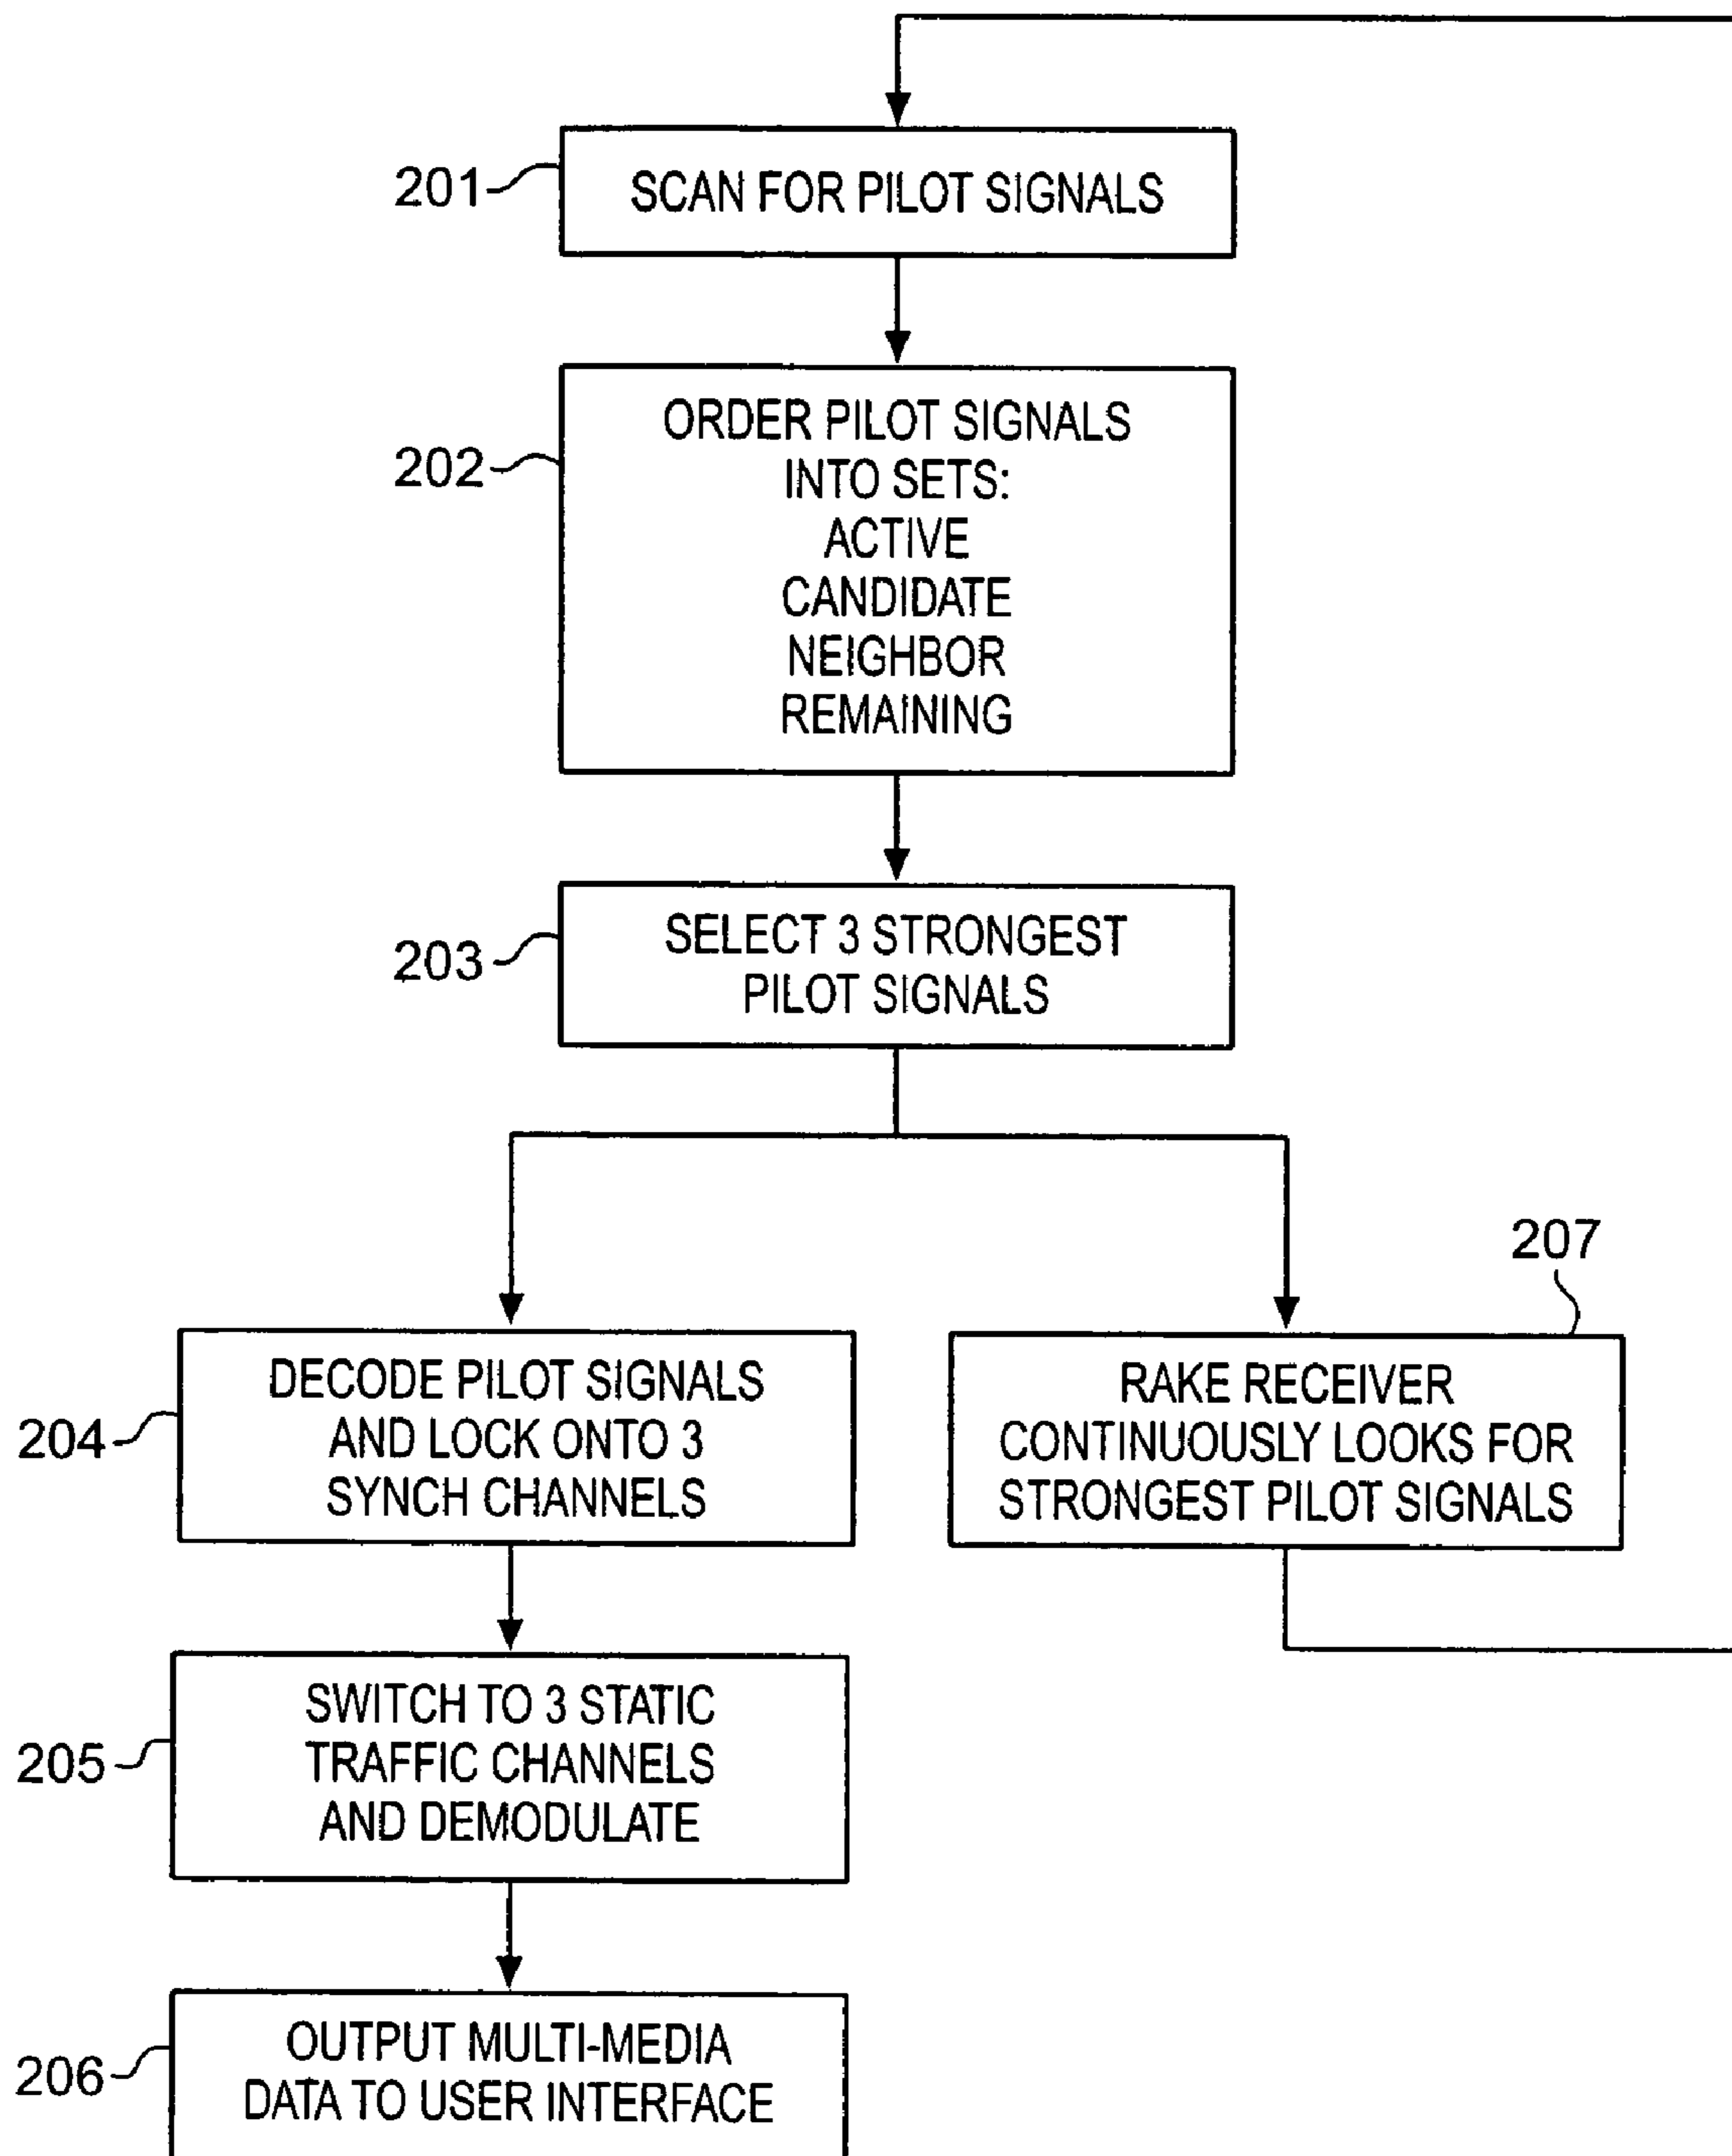 201
SCAN FOR PILOT SIGNALS
202
ORDER PILOT SIGNALS
INTO SETS:
ACTIVE
CANDIDATE
NEIGHBOR
REMAINING
203
SELECT 3 STRONGEST
PILOT SIGNALS
204
DECODE PILOT SIGNALS
AND LOCK ONTO 3
SYNCH CHANNELS
207
RAKE RECEIVER
CONTINUOUSLY LOOKS FOR
STRONGEST PILOT SIGNALS
205
SWITCH TO 3 STATIC
TRAFFIC CHANNELS
AND DEMODULATE
206
OUTPUT MULTI-MEDIA
DATA TO USER INTERFACE